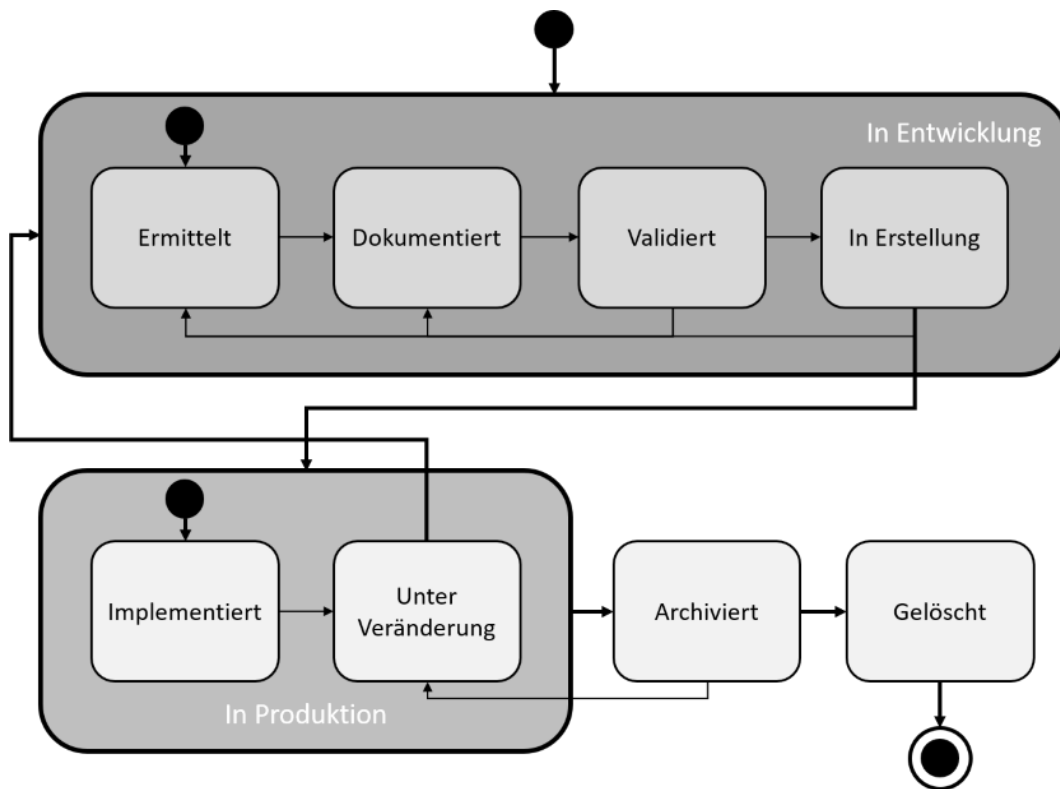 In Entwicklung
Ermittelt
Dokumentiert
Validiert
In Erstellung
Implementiert
Unter
Veränderung
Archiviert
Gelöscht
In Produktion